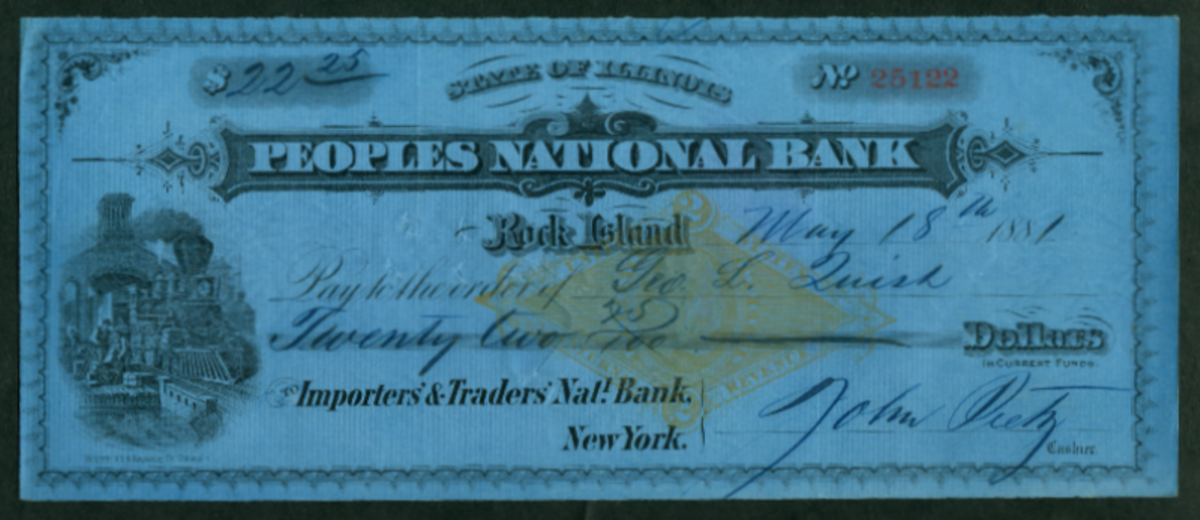 $22 25
STATE OF ILLINOIS
No 25122
PEOPLES NATIONAL BANK
Rock Island May 18th 1881
Pay to the order of Geo. L. Quish
Twenty two 25/100 Dollars
IN CURRENT FUNDS.
To Importers' & Traders' Natl. Bank,
New York.
John Peetz
Cashier